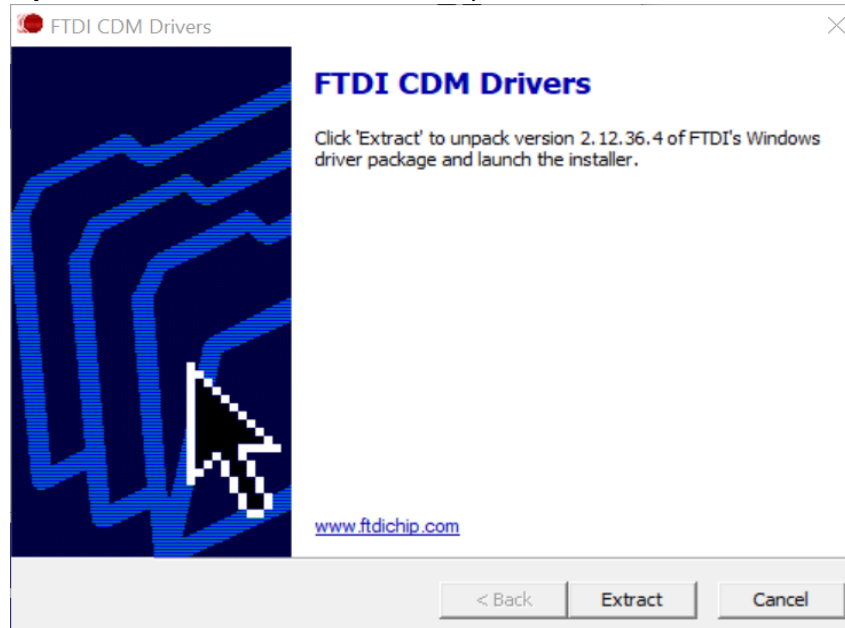 FTDI CDM Drivers
FTDI CDM Drivers
Click 'Extract' to unpack version 2.12.36.4 of FTDI's Windows
driver package and launch the installer.
www.ftdichip.com
< Back
Extract
Cancel